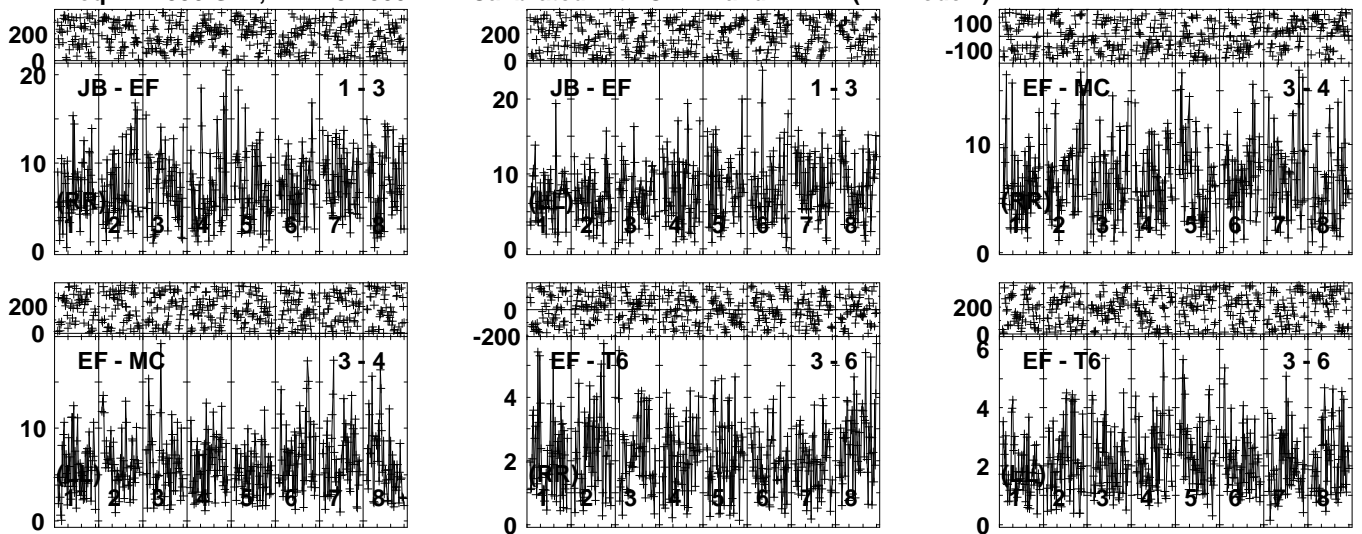 200 200 100
0 0 -100
20 JB - EF 1 - 3
20 JB - EF 1 - 3
EF - MC 3 - 4
10 10 10
(RR) (LL) (RR)
1 2 3 4 5 6 7 8
1 2 3 4 5 6 7 8
1 2 3 4 5 6 7 8
0 0 0
200 0 200
0 -200 0
EF - MC 3 - 4
EF - T6 3 - 6
6 EF - T6 3 - 6
10 4 4
2 2
(LL) (RR) (LL)
1 2 3 4 5 6 7 8
1 2 3 4 5 6 7 8
1 2 3 4 5 6 7 8
0 0 0